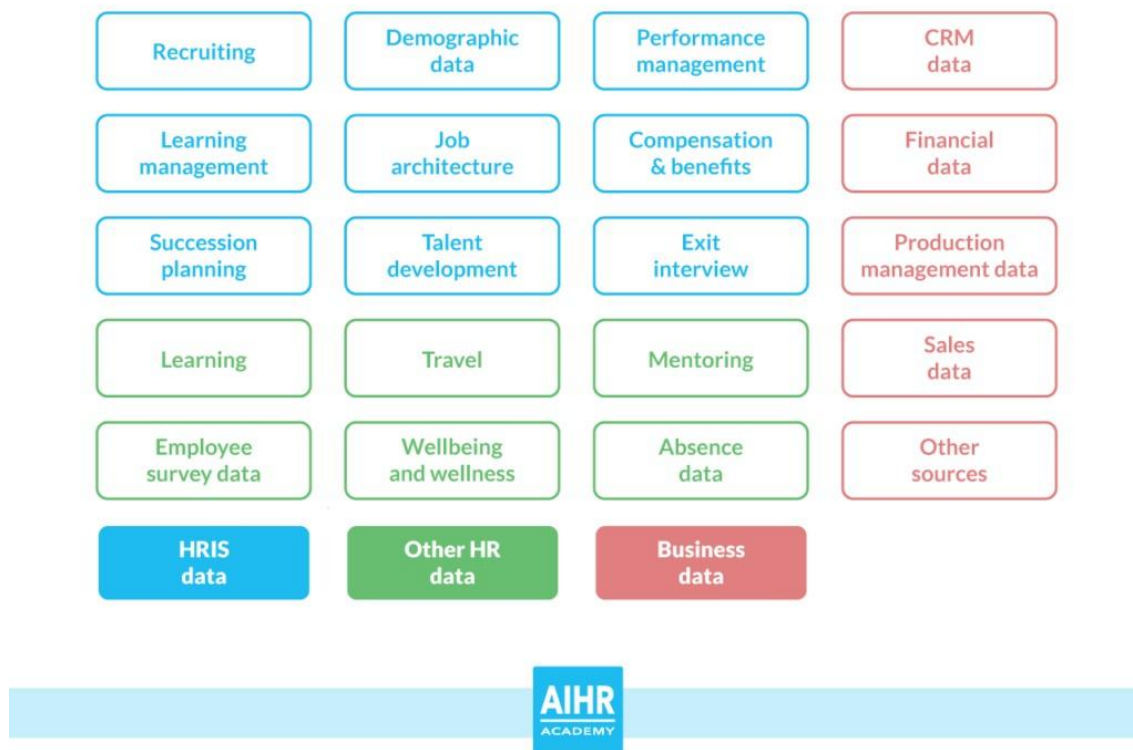 Recruiting
Demographic
data
Performance
management
CRM
data
Learning
management
Job
architecture
Compensation
& benefits
Financial
data
Succession
planning
Talent
development
Exit
interview
Production
management data
Learning
Travel
Mentoring
Sales
data
Employee
survey data
Wellbeing
and wellness
Absence
data
Other
sources
HRIS
data
Other HR
data
Business
data
AIHR
ACADEMY